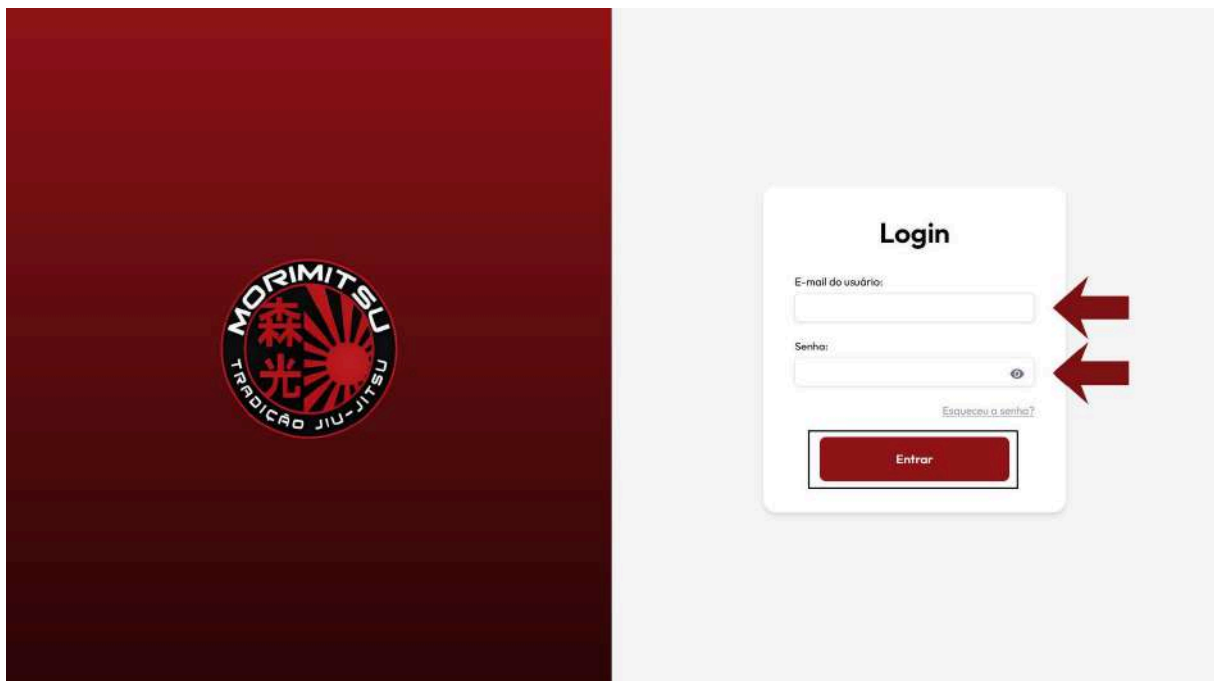 MORIMITSU
森光
TRADIÇÃO JIU-JITSU
Login
E-mail do usuário:
Senha:
Esqueceu a senha?
Entrar